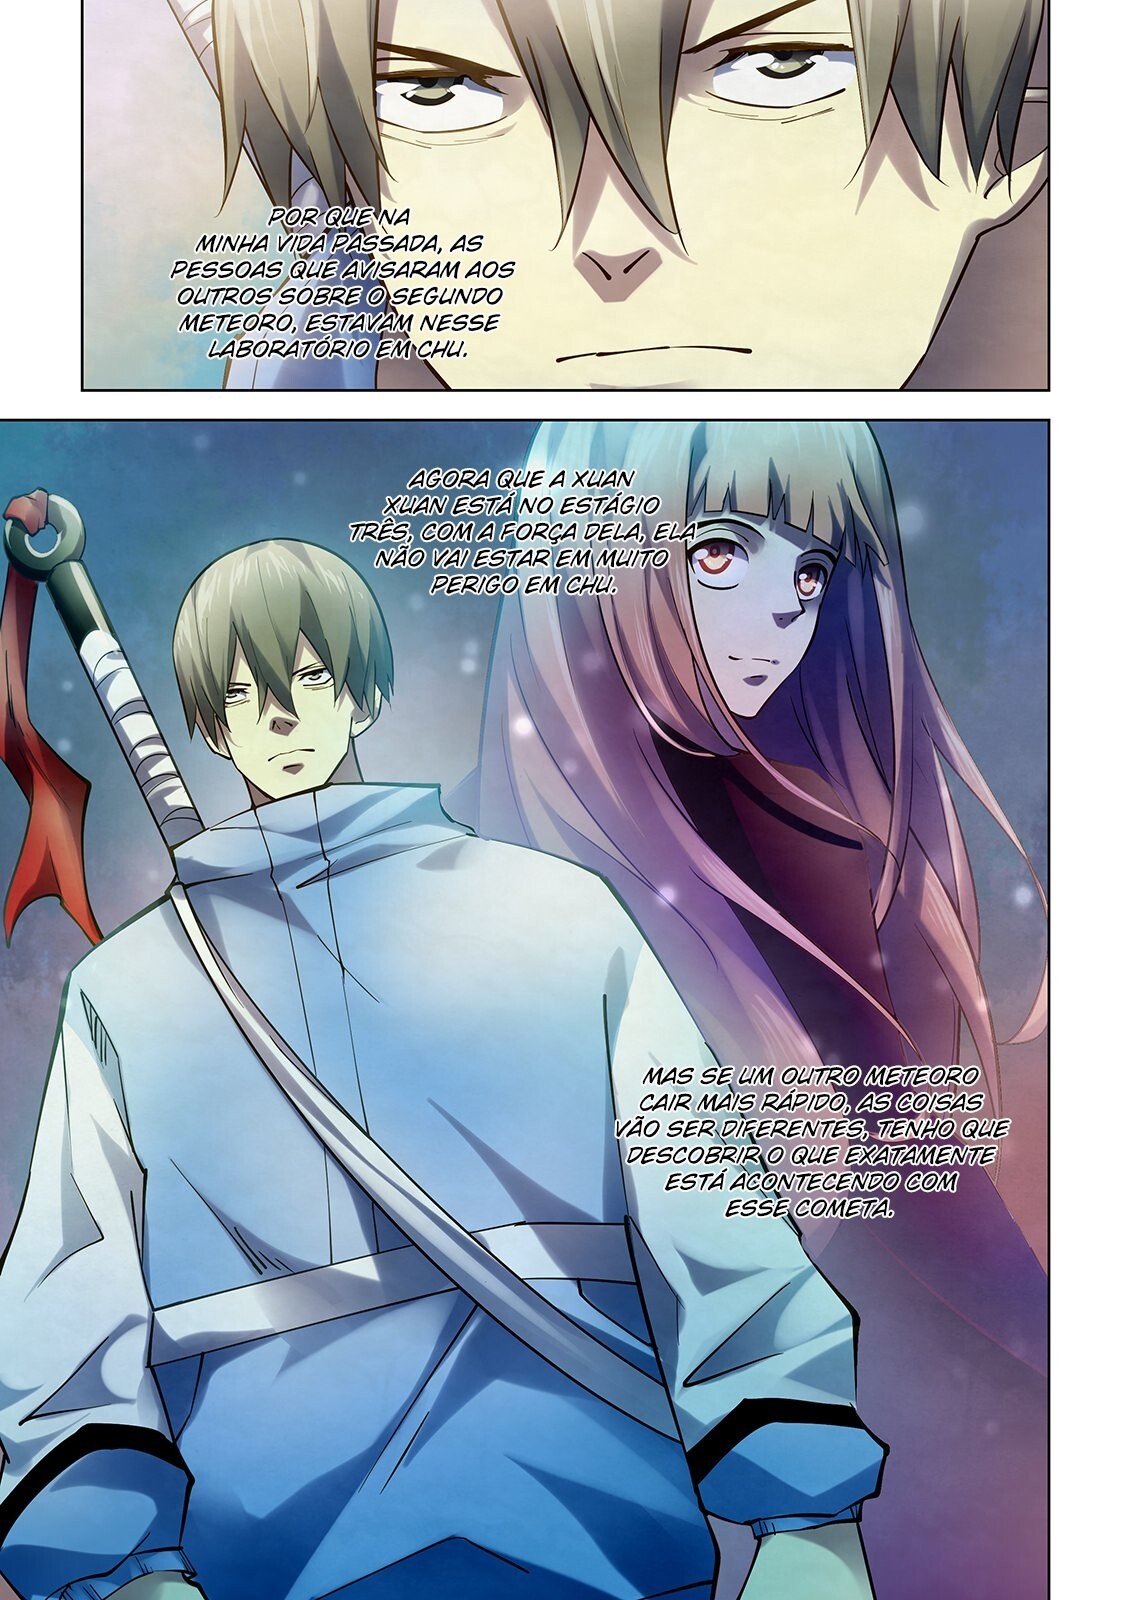 POR QUE NA
MINHA VIDA PASSADA, AS
PESSOAS QUE AVISARAM AOS
OUTROS SOBRE O SEGUNDO
METEORO, ESTAVAM NESSE
LABORATÓRIO EM CHU.
AGORA QUE A XUAN
XUAN ESTÁ NO ESTÁGIO
TRÊS, COM A FORÇA DELA, ELA
NÃO VAI ESTAR EM MUITO
PERIGO EM CHU.
MAS SE UM OUTRO METEORO
CAIR MAIS RÁPIDO, AS COISAS
VÃO SER DIFERENTES, TENHO QUE
DESCOBRIR O QUE EXATAMENTE
ESTÁ ACONTECENDO COM
ESSE COMETA.